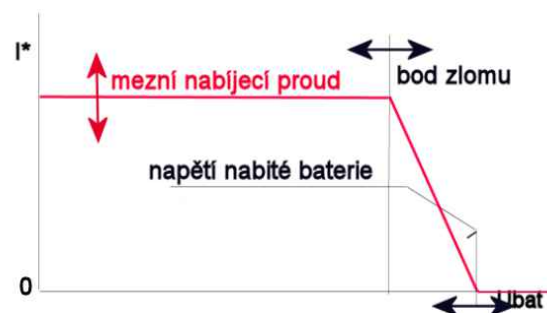 I*
mezní nabíjecí proud
bod zlomu
napětí nabité baterie
0
Ubat